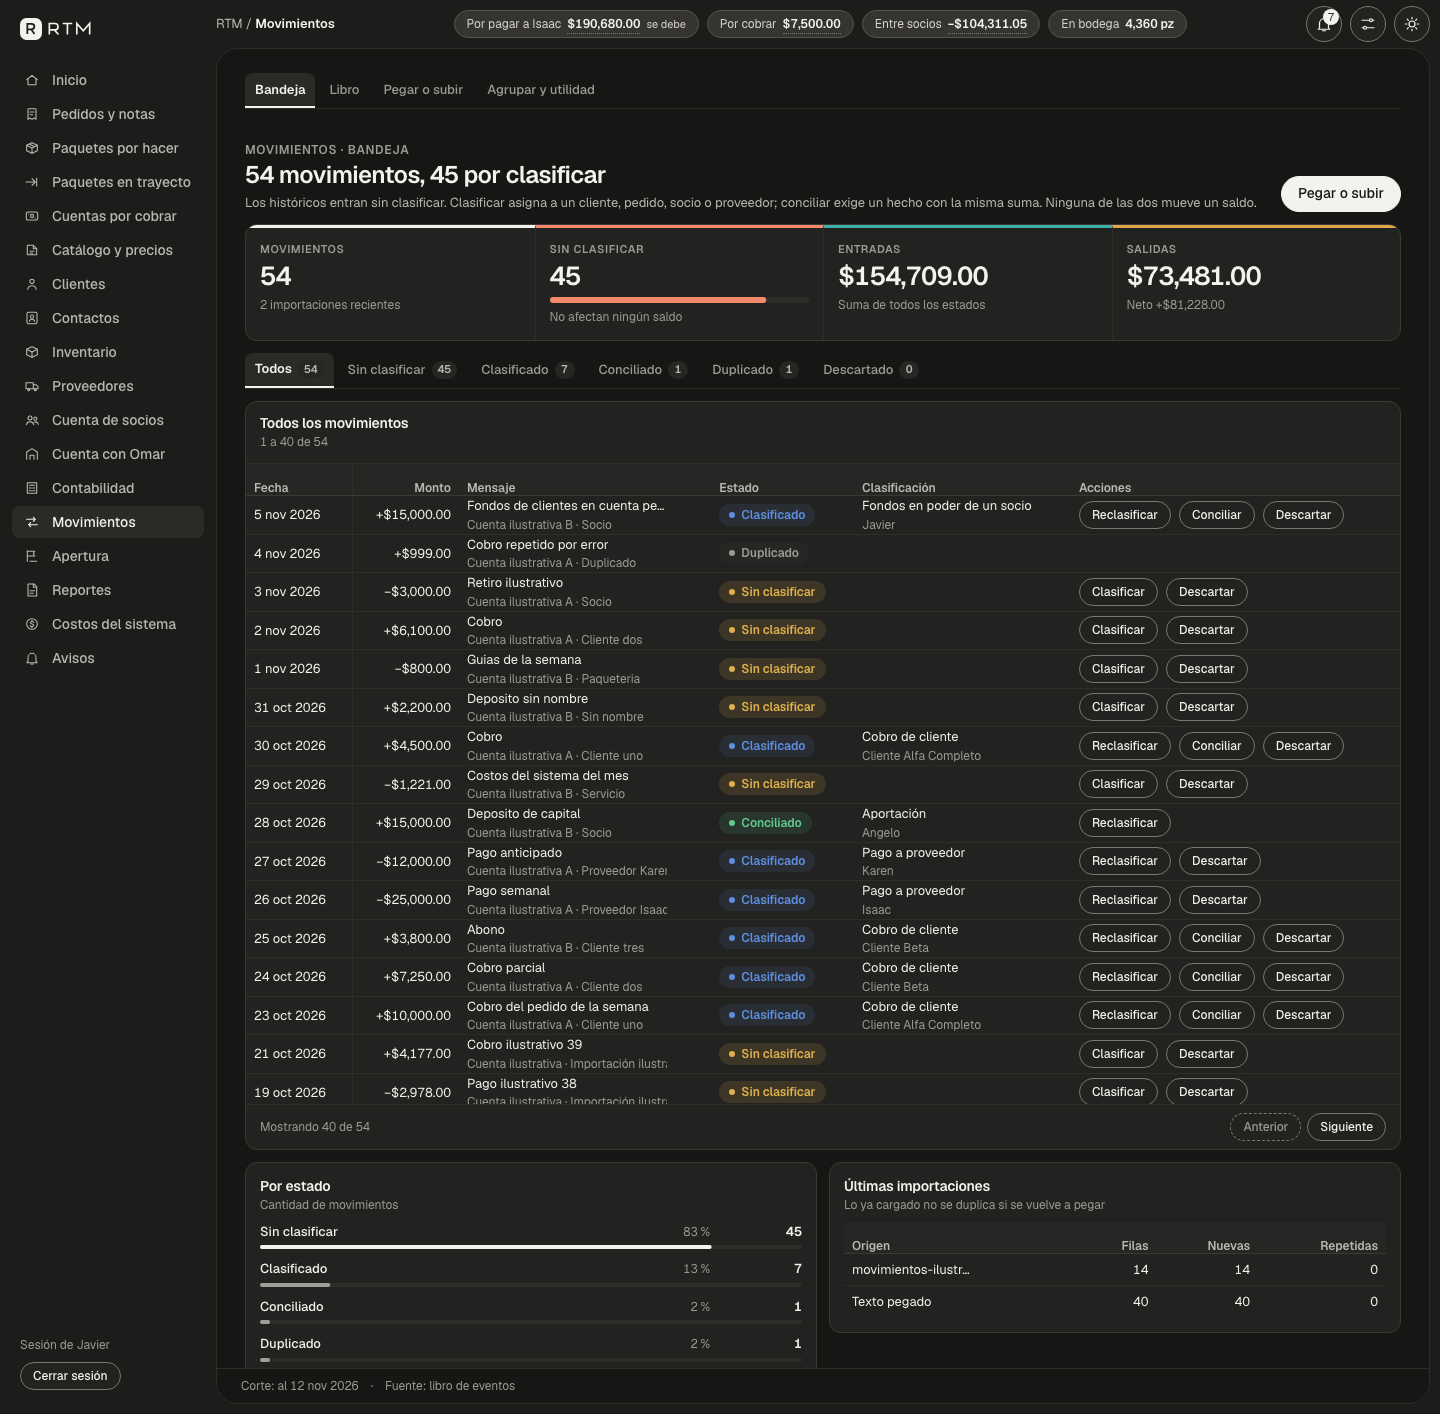 R RTM
RTM / Movimientos
Por pagar a Isaac $190,680.00 se debe
Por cobrar $7,500.00
Entre socios −$104,311.05
En bodega 4,360 pz
7
Inicio
Pedidos y notas
Paquetes por hacer
Paquetes en trayecto
Cuentas por cobrar
Catálogo y precios
Clientes
Contactos
Inventario
Proveedores
Cuenta de socios
Cuenta con Omar
Contabilidad
Movimientos
Apertura
Reportes
Costos del sistema
Avisos
Sesión de Javier
Cerrar sesión
Bandeja Libro Pegar o subir Agrupar y utilidad
MOVIMIENTOS · BANDEJA
54 movimientos, 45 por clasificar
Los históricos entran sin clasificar. Clasificar asigna a un cliente, pedido, socio o proveedor; conciliar exige un hecho con la misma suma. Ninguna de las dos mueve un saldo.
Pegar o subir
MOVIMIENTOS
54
2 importaciones recientes
SIN CLASIFICAR
45
No afectan ningún saldo
ENTRADAS
$154,709.00
Suma de todos los estados
SALIDAS
$73,481.00
Neto +$81,228.00
Todos 54 Sin clasificar 45 Clasificado 7 Conciliado 1 Duplicado 1 Descartado 0
Todos los movimientos
1 a 40 de 54
Fecha Monto Mensaje Estado Clasificación Acciones
5 nov 2026 +$15,000.00 Fondos de clientes en cuenta pe… Clasificado Fondos en poder de un socio Reclasificar Conciliar Descartar
Cuenta ilustrativa B · Socio Javier
4 nov 2026 +$999.00 Cobro repetido por error Duplicado
Cuenta ilustrativa A · Duplicado
3 nov 2026 −$3,000.00 Retiro ilustrativo Sin clasificar Clasificar Descartar
Cuenta ilustrativa A · Socio
2 nov 2026 +$6,100.00 Cobro Sin clasificar Clasificar Descartar
Cuenta ilustrativa A · Cliente dos
1 nov 2026 −$800.00 Guias de la semana Sin clasificar Clasificar Descartar
Cuenta ilustrativa B · Paqueteria
31 oct 2026 +$2,200.00 Deposito sin nombre Sin clasificar Clasificar Descartar
Cuenta ilustrativa B · Sin nombre
30 oct 2026 +$4,500.00 Cobro Clasificado Cobro de cliente Reclasificar Conciliar Descartar
Cuenta ilustrativa A · Cliente uno Cliente Alfa Completo
29 oct 2026 −$1,221.00 Costos del sistema del mes Sin clasificar Clasificar Descartar
Cuenta ilustrativa B · Servicio
28 oct 2026 +$15,000.00 Deposito de capital Conciliado Aportación Reclasificar
Cuenta ilustrativa B · Socio Angelo
27 oct 2026 −$12,000.00 Pago anticipado Clasificado Pago a proveedor Reclasificar Descartar
Cuenta ilustrativa A · Proveedor Karen Karen
26 oct 2026 −$25,000.00 Pago semanal Clasificado Pago a proveedor Reclasificar Descartar
Cuenta ilustrativa A · Proveedor Isaac Isaac
25 oct 2026 +$3,800.00 Abono Clasificado Cobro de cliente Reclasificar Conciliar Descartar
Cuenta ilustrativa B · Cliente tres Cliente Beta
24 oct 2026 +$7,250.00 Cobro parcial Clasificado Cobro de cliente Reclasificar Conciliar Descartar
Cuenta ilustrativa A · Cliente dos Cliente Beta
23 oct 2026 +$10,000.00 Cobro del pedido de la semana Clasificado Cobro de cliente Reclasificar Conciliar Descartar
Cuenta ilustrativa A · Cliente uno Cliente Alfa Completo
21 oct 2026 +$4,177.00 Cobro ilustrativo 39 Sin clasificar Clasificar Descartar
Cuenta ilustrativa · Importación ilustra
19 oct 2026 −$2,978.00 Pago ilustrativo 38 Sin clasificar Clasificar Descartar
Cuenta ilustrativa · Importación ilustra
Mostrando 40 de 54 Anterior Siguiente
Por estado
Cantidad de movimientos
Sin clasificar 83 % 45
Clasificado 13 % 7
Conciliado 2 % 1
Duplicado 2 % 1
Últimas importaciones
Lo ya cargado no se duplica si se vuelve a pegar
Origen Filas Nuevas Repetidas
movimientos-ilustr… 14 14 0
Texto pegado 40 40 0
Corte: al 12 nov 2026 · Fuente: libro de eventos